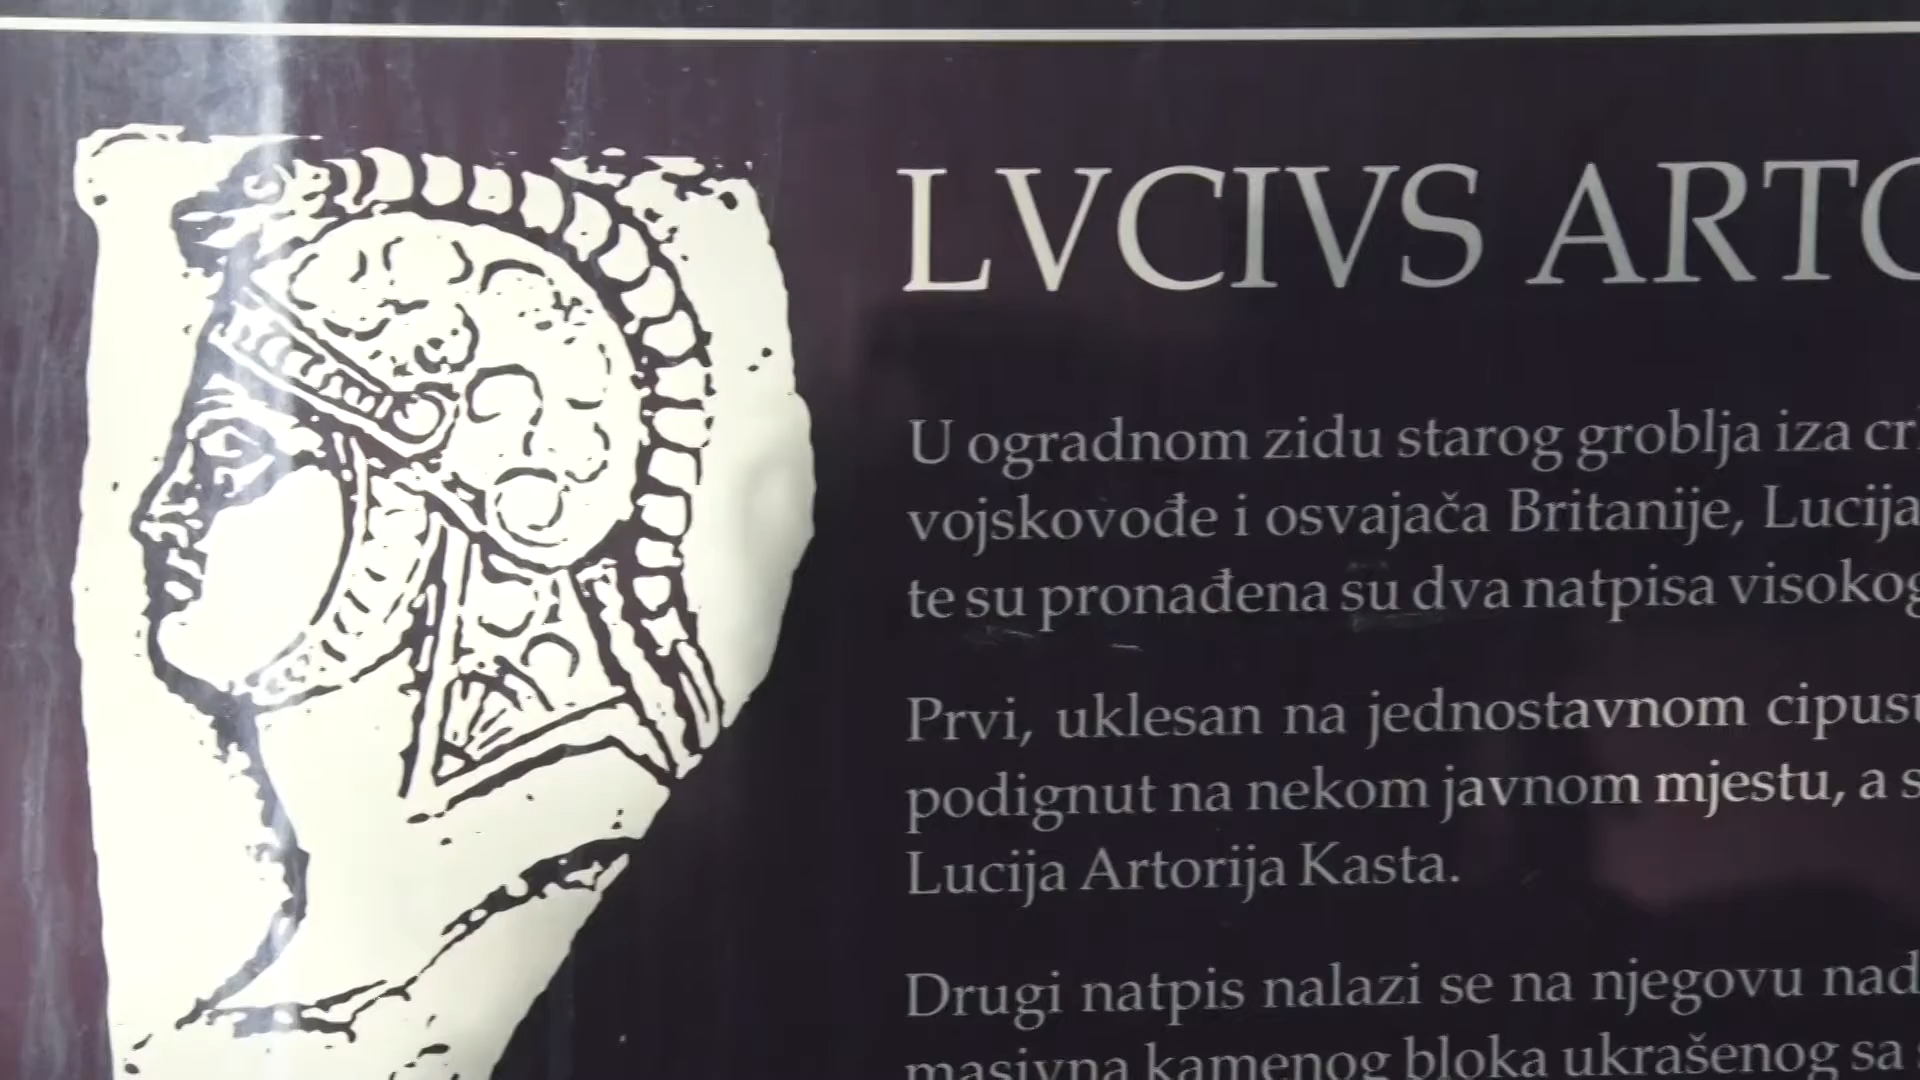 LVCIVS ARTO
U ogradnom zidu starog groblja iza cr
vojskovođe i osvajača Britanije, Lucija
te su pronađena su dva natpisa visokog
Prvi, uklesan na jednostavnom cipusu
podignut na nekom javnom mjestu, a s
Lucija Artorija Kasta.
Drugi natpis nalazi se na njegovu nad
masivna kamenog bloka ukrašenog sa